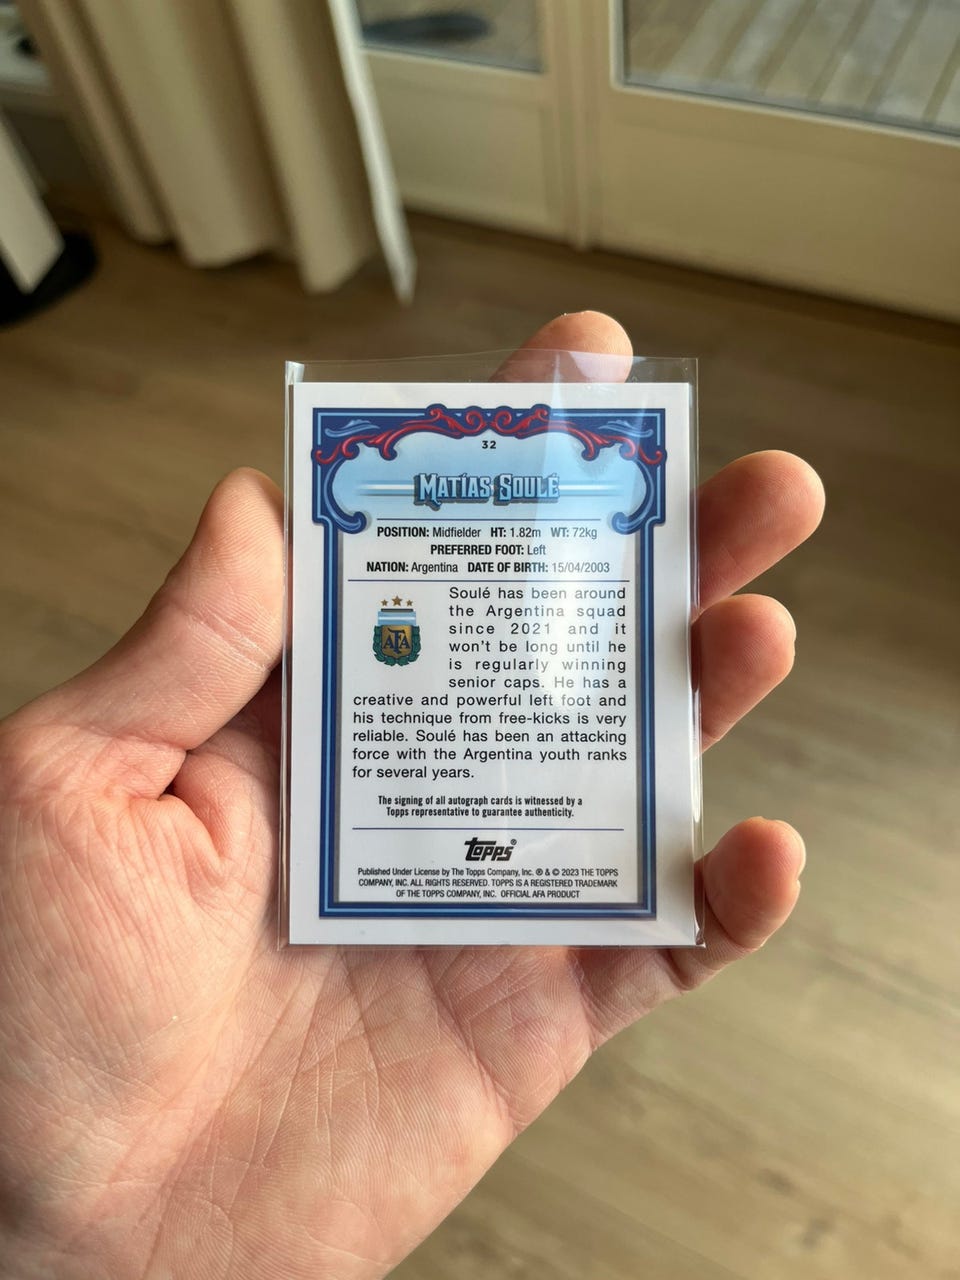 32
MATÍAS SOULÉ
POSITION: Midfielder HT: 1.82m WT: 72kg
PREFERRED FOOT: Left
NATION: Argentina DATE OF BIRTH: 15/04/2003
AFA
Soulé has been around
the Argentina squad
since 2021 and it
won't be long until he
is regularly winning
senior caps. He has a
creative and powerful left foot and
his technique from free-kicks is very
reliable. Soulé has been an attacking
force with the Argentina youth ranks
for several years.
The signing of all autograph cards is witnessed by a
Topps representative to guarantee authenticity.
Topps®
Published Under License by The Topps Company, Inc. ® & © 2023 THE TOPPS
COMPANY, INC. ALL RIGHTS RESERVED. TOPPS IS A REGISTERED TRADEMARK
OF THE TOPPS COMPANY, INC. OFFICIAL AFA PRODUCT